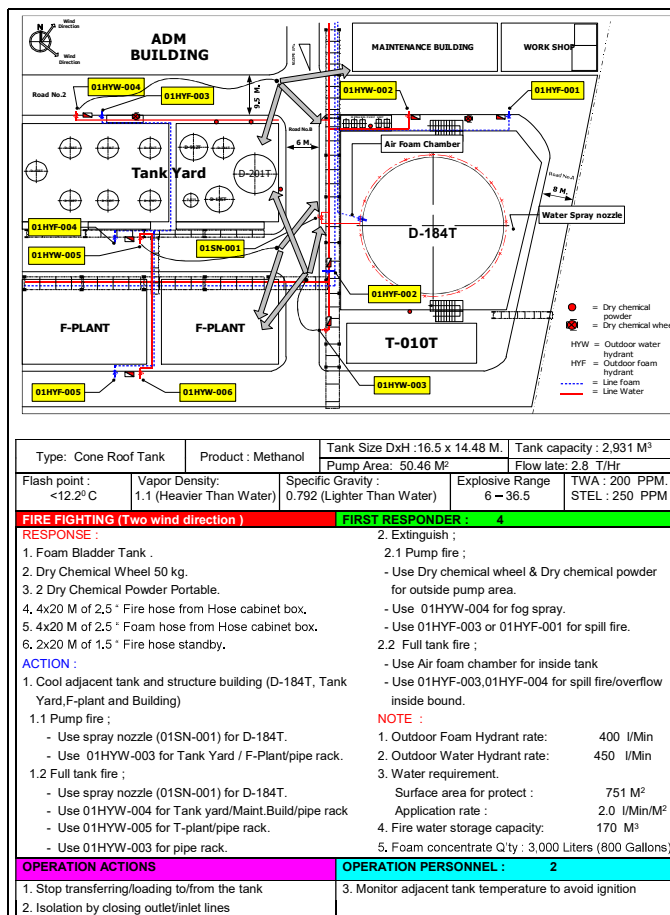 Wind
Direction
Wind
Direction
ADM
BUILDING
MAINTENANCE BUILDING
WORK SHOP
01HYW-004
01HYF-003
01HYW-002
01HYF-001
Road No.2
9.5 M.
Road No.B
6 M.
Air Foam Chamber
Road No.A
8 M.
Tank Yard
D-201T
Water Spray nozzle
D-184T
01HYF-004
01HYW-005
01SN-001
01HYF-002
F-PLANT
F-PLANT
T-010T
01HYF-005
01HYW-006
01HYW-003
= Dry chemical
powder
= Dry chemical whee
HYW = Outdoor water
hydrant
HYF = Outdoor foam
hydrant
= Line foam
= Line Water
Type: Cone Roof Tank
Product : Methanol
Tank Size DxH :16.5 x 14.48 M.
Tank capacity : 2,931 M³
Pump Area: 50.46 M²
Flow late: 2.8 T/Hr
Flash point :
<12.2⁰ C
Vapor Density:
1.1 (Heavier Than Water)
Specific Gravity :
0.792 (Lighter Than Water)
Explosive Range
6 – 36.5
TWA : 200 PPM.
STEL : 250 PPM
FIRE FIGHTING (Two wind direction )
FIRST RESPONDER : 4
RESPONSE :
1. Foam Bladder Tank .
2. Dry Chemical Wheel 50 kg.
3. 2 Dry Chemical Powder Portable.
4. 4x20 M of 2.5 “ Fire hose from Hose cabinet box.
5. 4x20 M of 2.5 “ Foam hose from Hose cabinet box.
6. 2x20 M of 1.5 “ Fire hose standby.
ACTION :
1. Cool adjacent tank and structure building (D-184T, Tank
Yard,F-plant and Building)
1.1 Pump fire ;
- Use spray nozzle (01SN-001) for D-184T.
- Use 01HYW-003 for Tank Yard / F-Plant/pipe rack.
1.2 Full tank fire ;
- Use spray nozzle (01SN-001) for D-184T.
- Use 01HYW-004 for Tank yard/Maint.Build/pipe rack
- Use 01HYW-005 for T-plant/pipe rack.
- Use 01HYW-003 for pipe rack.
2. Extinguish ;
2.1 Pump fire ;
- Use Dry chemical wheel & Dry chemical powder
for outside pump area.
- Use 01HYW-004 for fog spray.
- Use 01HYF-003 or 01HYF-001 for spill fire.
2.2 Full tank fire ;
- Use Air foam chamber for inside tank
- Use 01HYF-003,01HYF-004 for spill fire/overflow
inside bound.
NOTE :
1. Outdoor Foam Hydrant rate: 400 l/Min
2. Outdoor Water Hydrant rate: 450 l/Min
3. Water requirement.
Surface area for protect : 751 M²
Application rate : 2.0 l/Min/M²
4. Fire water storage capacity: 170 M³
5. Foam concentrate Q'ty : 3,000 Liters (800 Gallons)
OPERATION ACTIONS
OPERATION PERSONNEL : 2
1. Stop transferring/loading to/from the tank
2. Isolation by closing outlet/inlet lines
3. Monitor adjacent tank temperature to avoid ignition